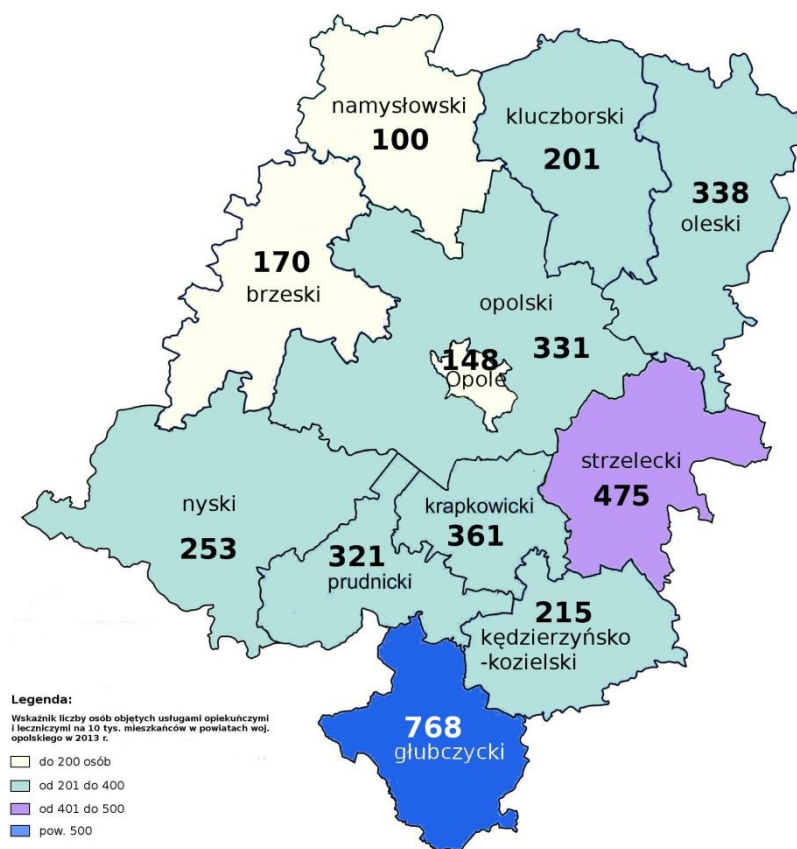 namysłowski
100
kluczborski
201
338
oleski
170
brzeski
opolski
331
148
Opole
strzelecki
475
nyski
253
krapkowicki
361
321
prudnicki
215
kędzierzyńsko
-kozielski
768
głubczycki
Legenda:
Wskaźnik liczby osób objętych usługami opiekuńczymi
i leczniczymi na 10 tys. mieszkańców w powiatach woj.
opolskiego w 2013 r.
do 200 osób
od 201 do 400
od 401 do 500
pow. 500